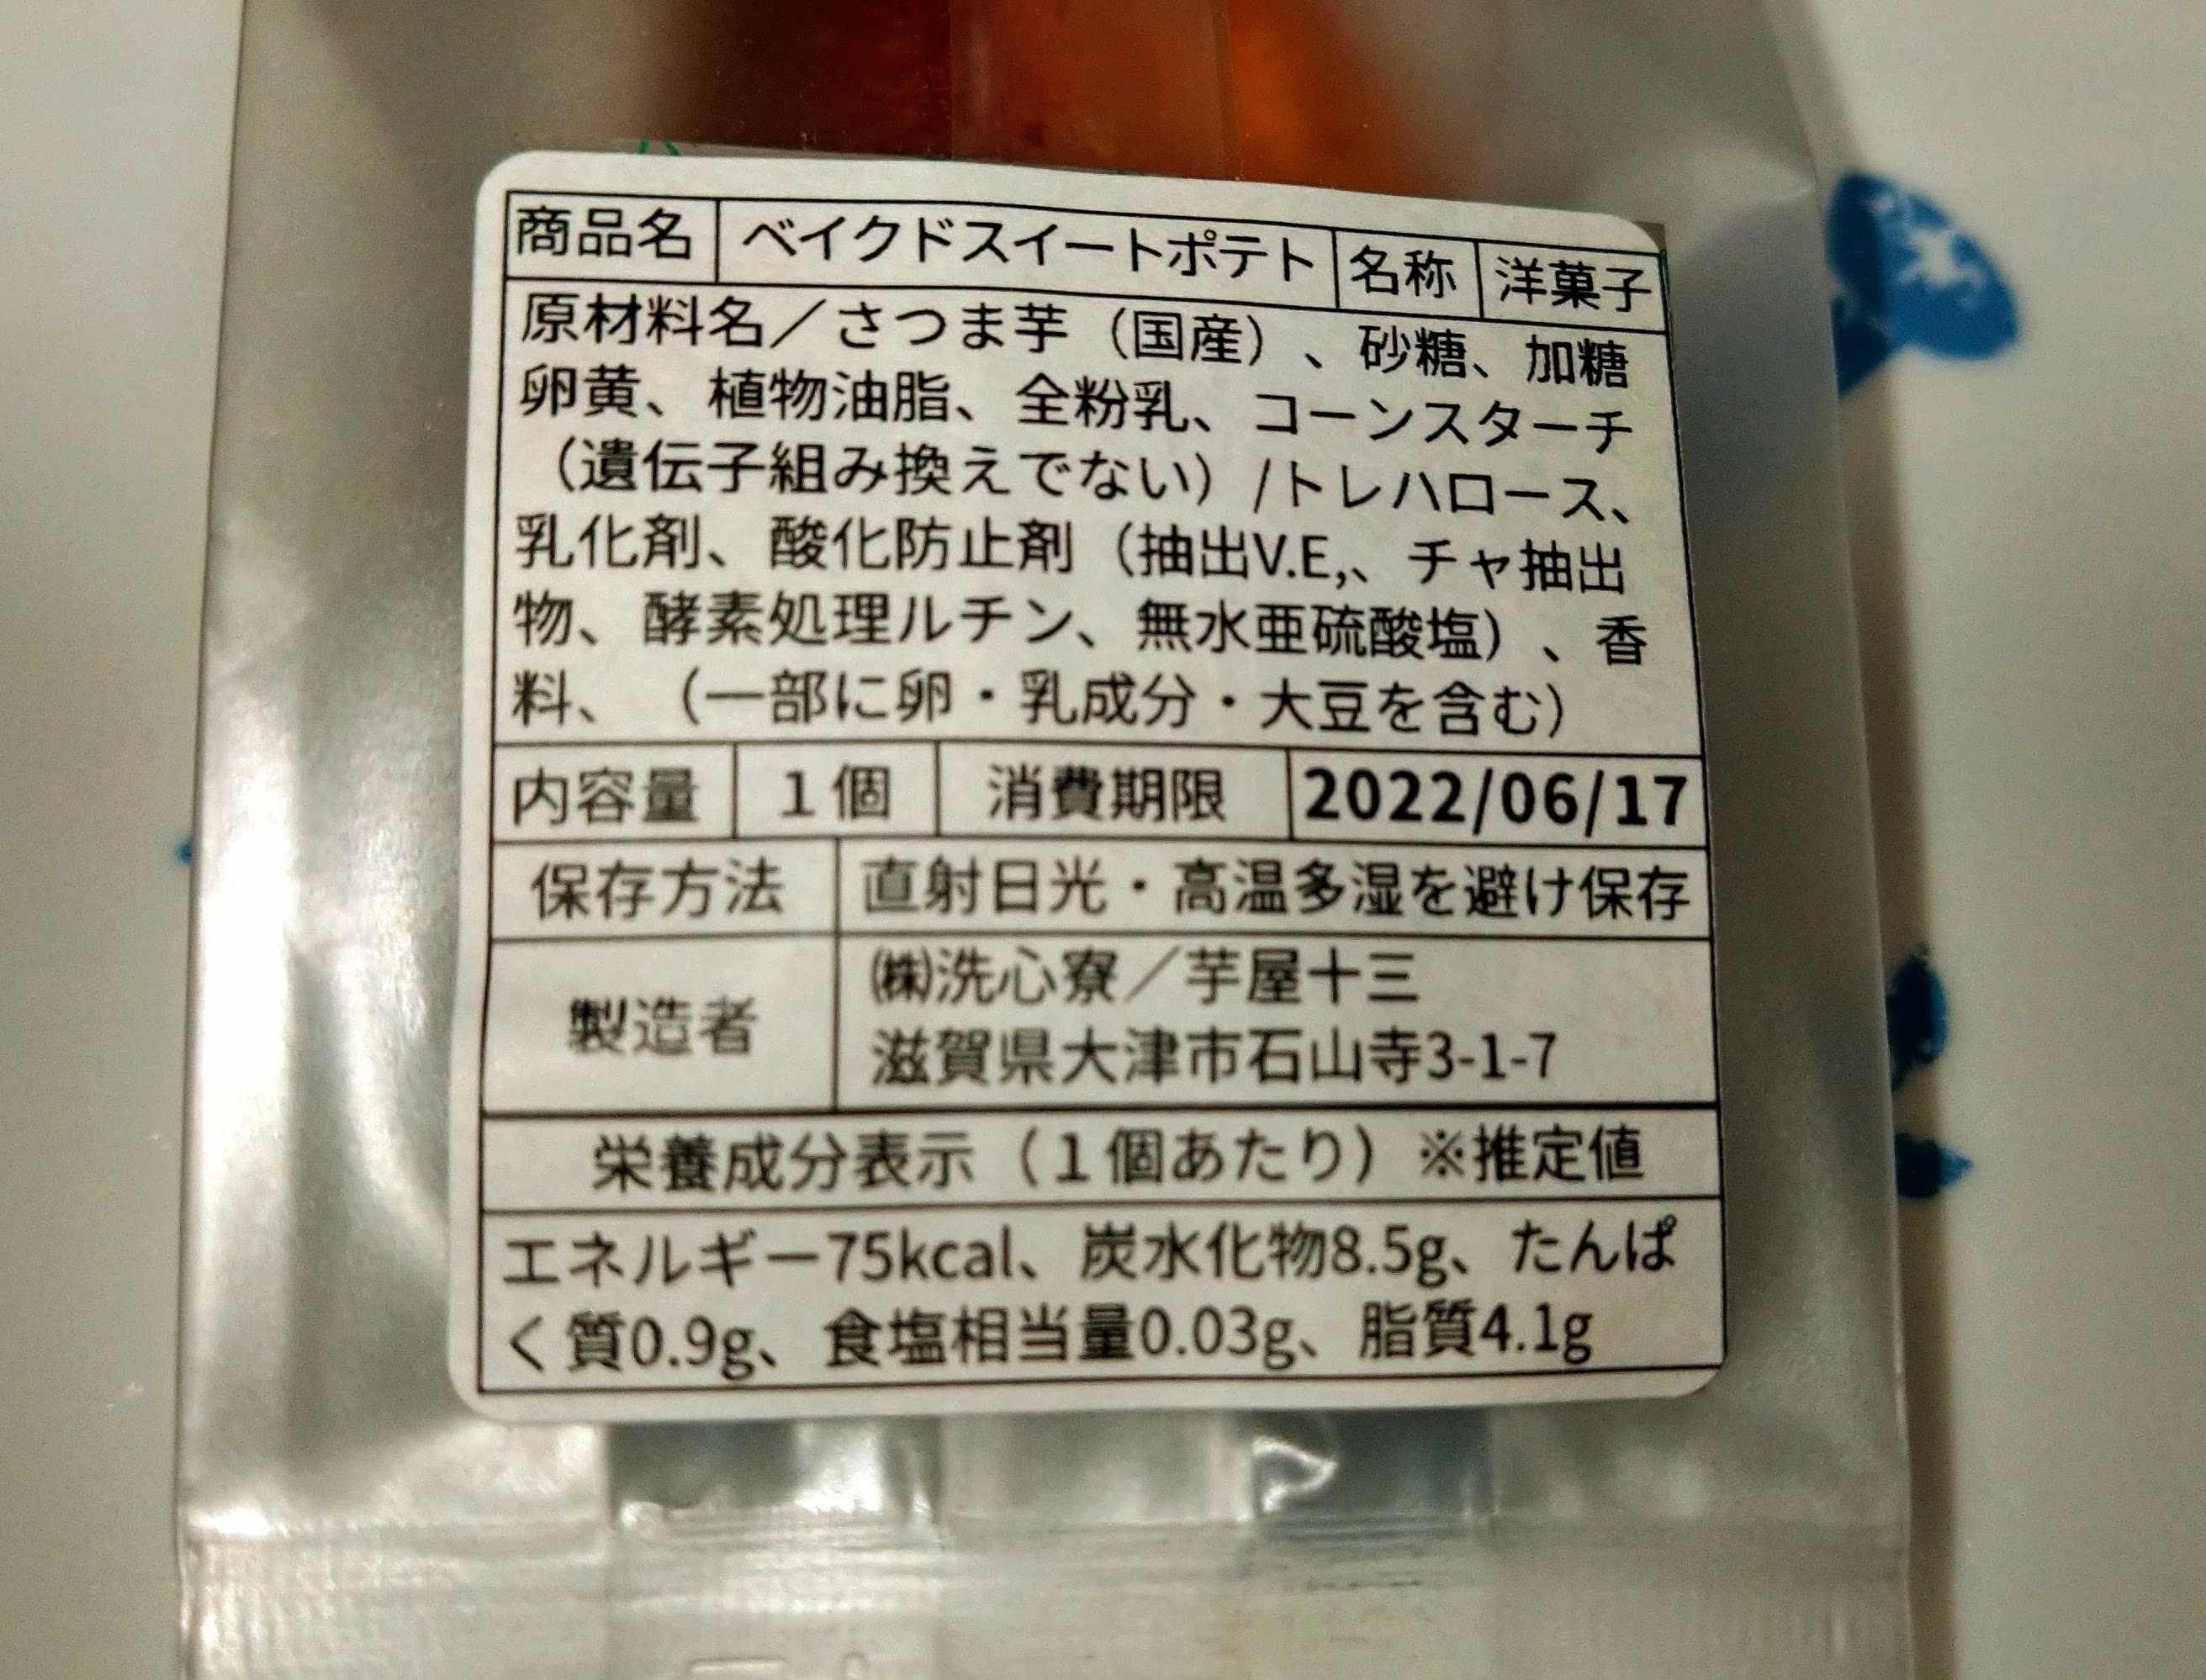 商品名 ベイクドスイートポテト 名称 洋菓子
原材料名／さつま芋（国産）、砂糖、加糖
卵黄、植物油脂、全粉乳、コーンスターチ
（遺伝子組み換えでない）/トレハロース、
乳化剤、酸化防止剤（抽出V.E,、チャ抽出
物、酵素処理ルチン、無水亜硫酸塩）、香
料、（一部に卵・乳成分・大豆を含む）
内容量 １個 消費期限 2022/06/17
保存方法 直射日光・高温多湿を避け保存
製造者 ㈱洗心寮／芋屋十三
滋賀県大津市石山寺3-1-7
栄養成分表示（１個あたり）※推定値
エネルギー75kcal、炭水化物8.5g、たんぱ
く質0.9g、食塩相当量0.03g、脂質4.1g